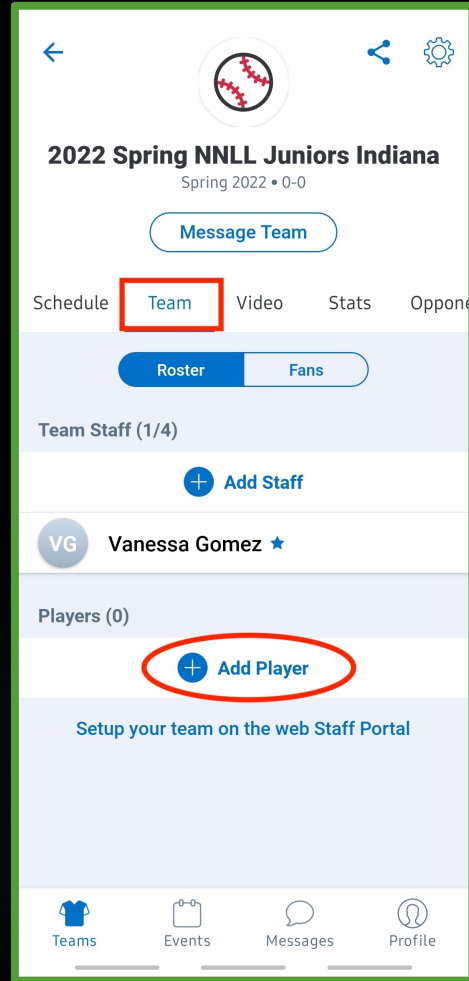 2022 Spring NNLL Juniors Indiana
Spring 2022 • 0-0
Message Team
Schedule Team Video Stats Oppone
Roster Fans
Team Staff (1/4)
Add Staff
VG Vanessa Gomez
Players (0)
Add Player
Setup your team on the web Staff Portal
Teams Events Messages Profile